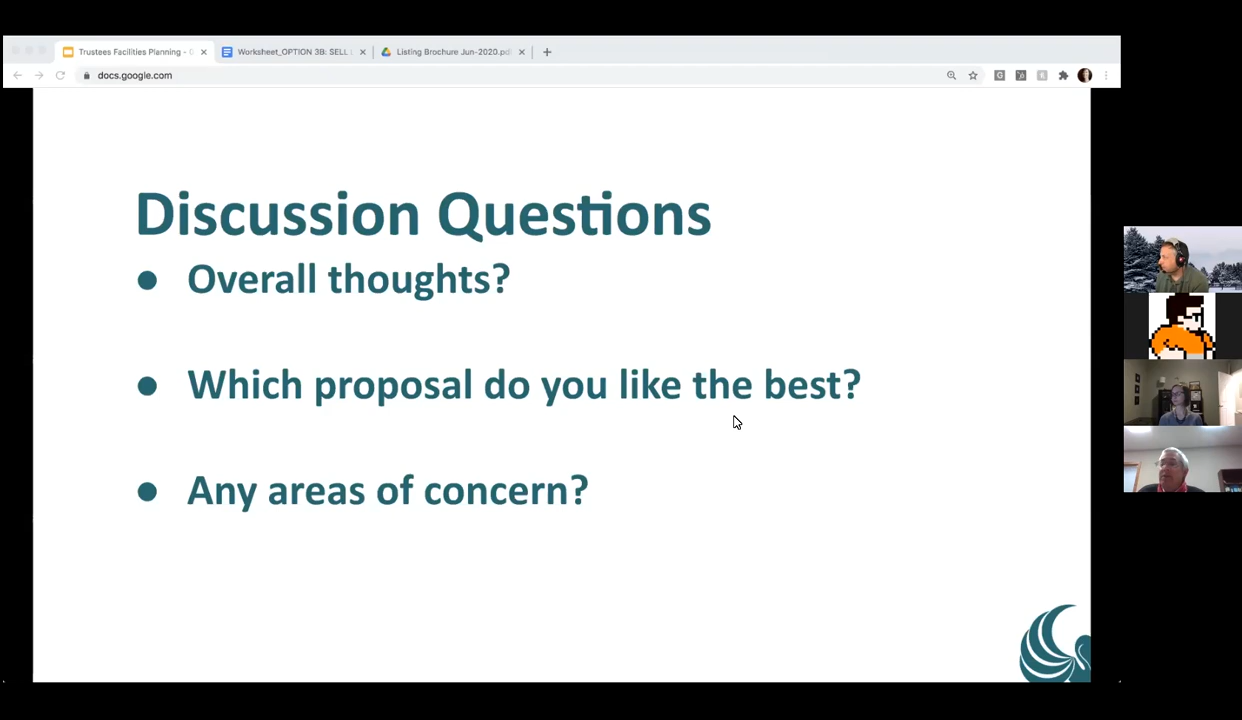 Trustees Facilities Planning - 
Worksheet_OPTION 3B: SELL
Listing Brochure Jun-2020.pd
docs.google.com
Discussion Questions
● Overall thoughts?
● Which proposal do you like the best?
● Any areas of concern?